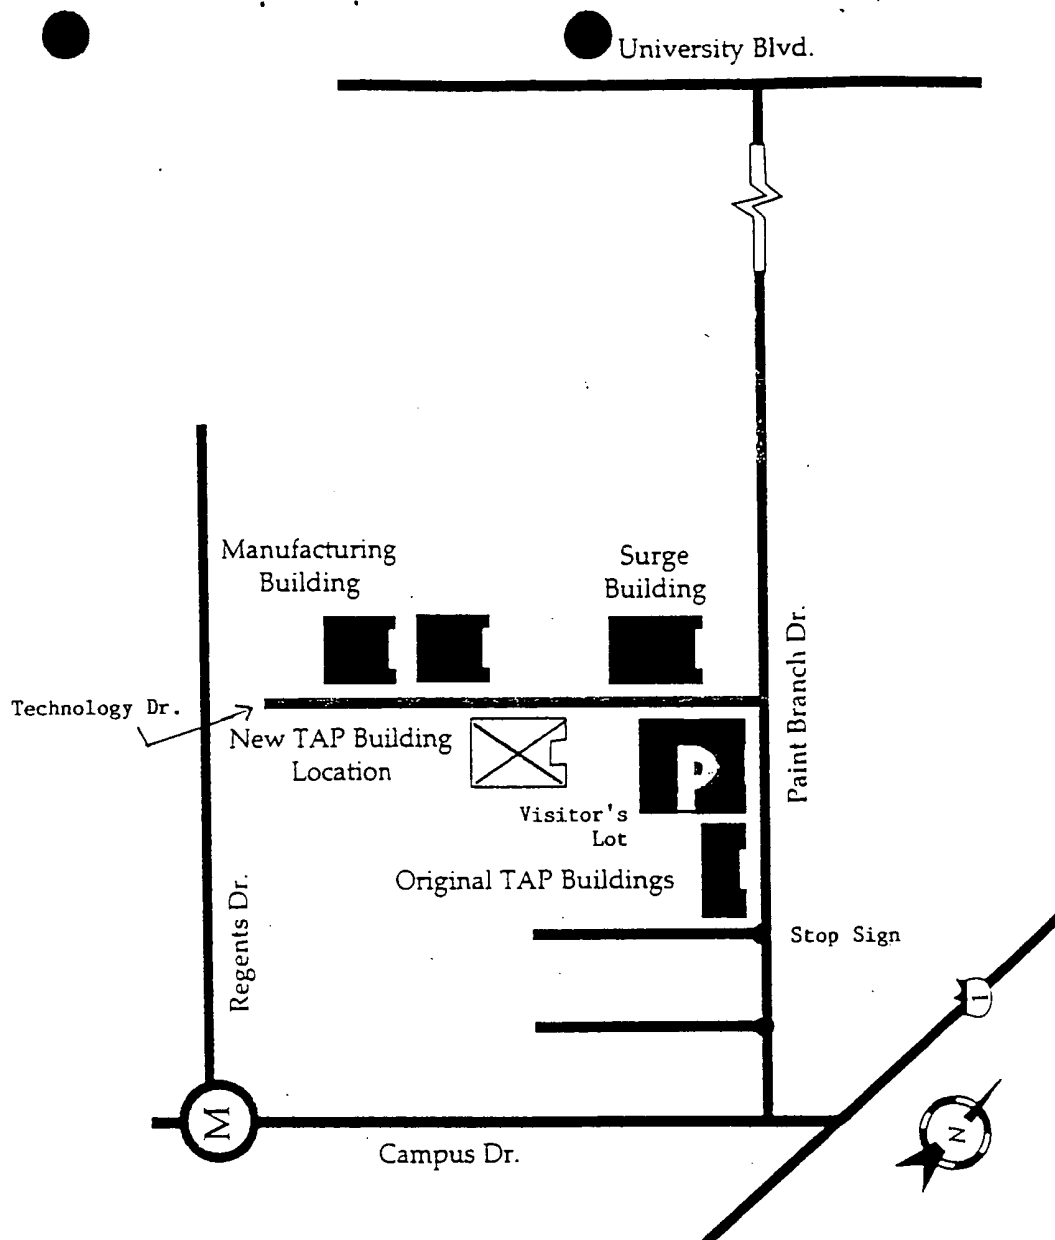 University Blvd.
Manufacturing
Building
Surge
Building
Paint Branch Dr.
Technology Dr.
New TAP Building
Location
P
Visitor's
Lot
Original TAP Buildings
Stop Sign
Regents Dr.
1
M
N
Campus Dr.